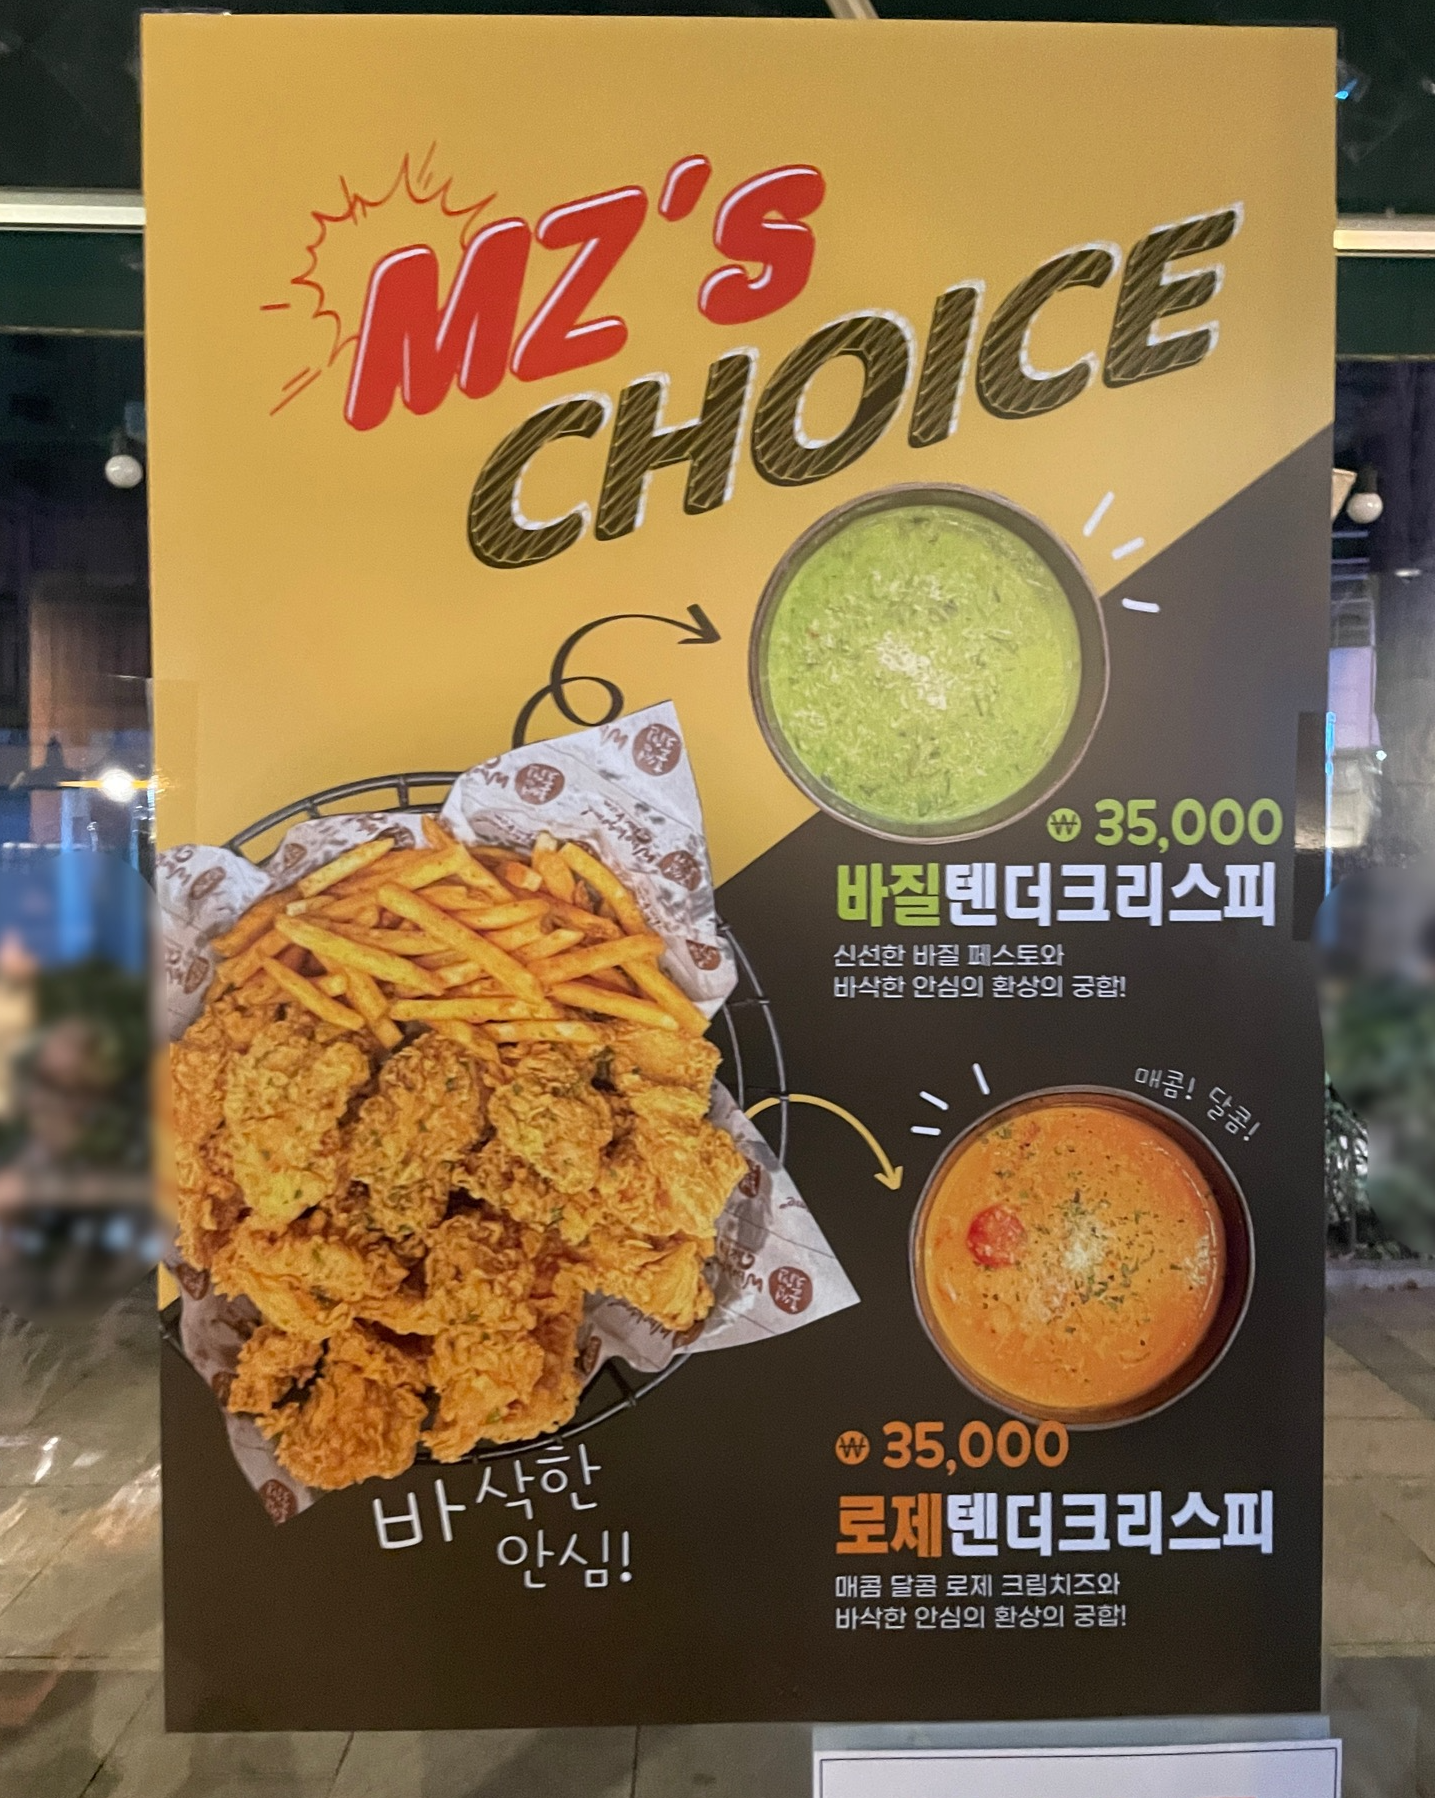 MZ'S
CHOICE
₩ 35,000
바질텐더크리스피
신선한 바질 페스토와
바삭한 안심의 환상의 궁합!
매콤! 달콤!
₩ 35,000
로제텐더크리스피
매콤 달콤 로제 크림치즈와
바삭한 안심의 환상의 궁합!
바삭한
안심!